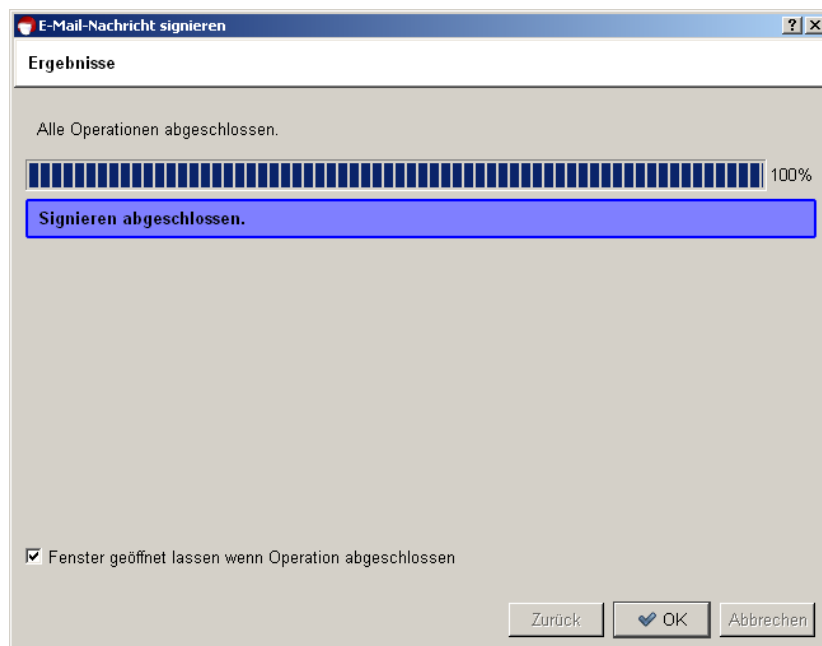 E-Mail-Nachricht signieren
Ergebnisse
Alle Operationen abgeschlossen.
100%
Signieren abgeschlossen.
Fenster geöffnet lassen wenn Operation abgeschlossen
Zurück OK Abbrechen